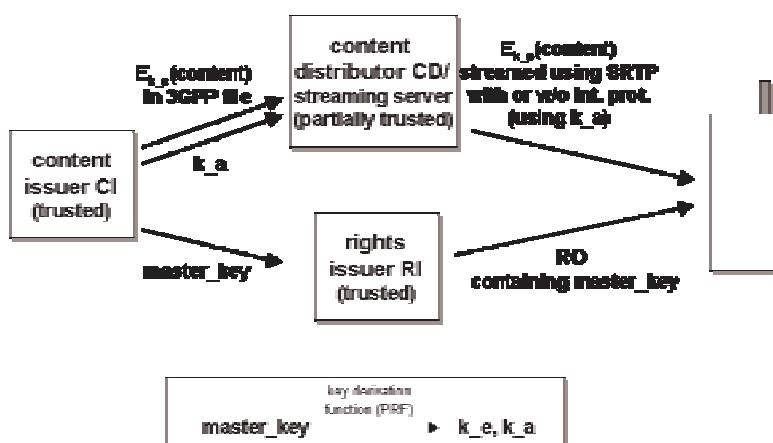 content
distributor CD/
streaming server
(partially trusted)
E_k_e(content)
in 3GPP file
k_a
E_k_e(content)
streamed using SRTP
with or w/o int. prot.
(using k_a)
content
issuer CI
(trusted)
master_key
rights
issuer RI
(trusted)
RO
containing master_key
key derivation
function (PRF)
master_key
k_e, k_a